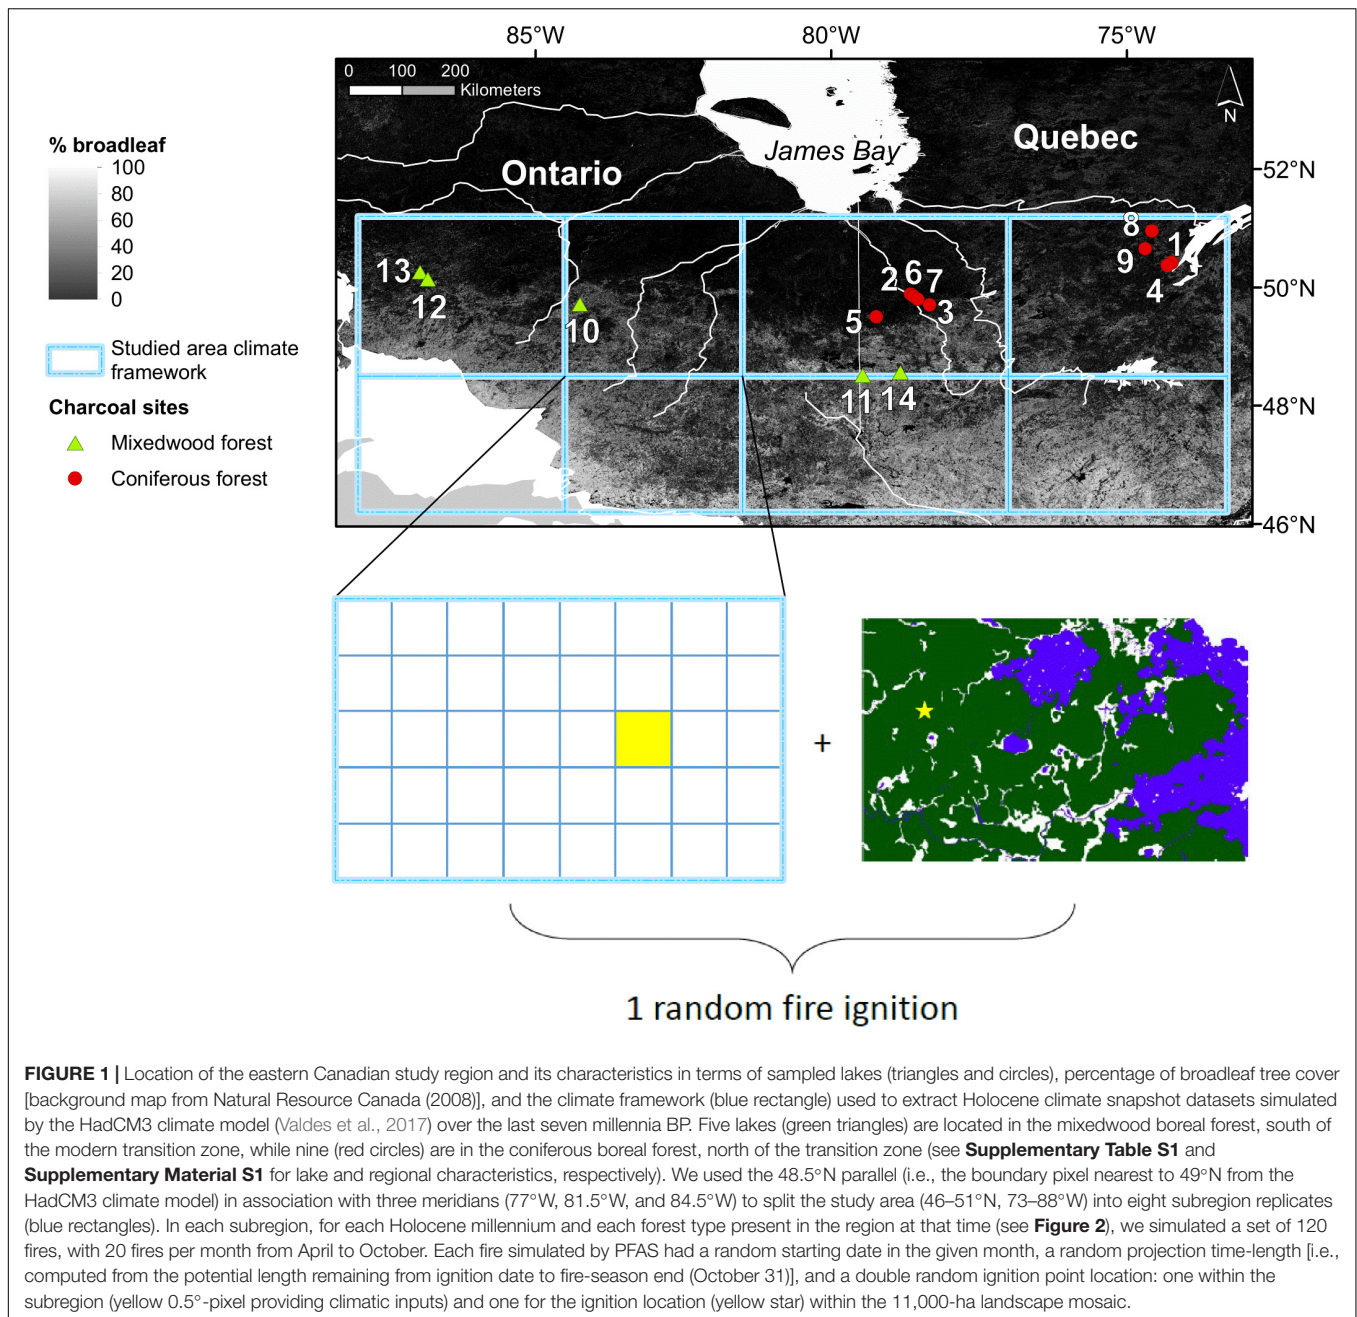 85°W 80°W 75°W
0 100 200
Kilometers
N
% broadleaf
100
80
60
40
20
0
Ontario
James Bay
Quebec
52°N
50°N
48°N
46°N
13
12
10
2 6 7
5 3
11 14
8
9
1
4
Studied area climate
framework
Charcoal sites
Mixedwood forest
Coniferous forest
+
1 random fire ignition
FIGURE 1 | Location of the eastern Canadian study region and its characteristics in terms of sampled lakes (triangles and circles), percentage of broadleaf tree cover
[background map from Natural Resource Canada (2008)], and the climate framework (blue rectangle) used to extract Holocene climate snapshot datasets simulated
by the HadCM3 climate model (Valdes et al., 2017) over the last seven millennia BP. Five lakes (green triangles) are located in the mixedwood boreal forest, south of
the modern transition zone, while nine (red circles) are in the coniferous boreal forest, north of the transition zone (see Supplementary Table S1 and
Supplementary Material S1 for lake and regional characteristics, respectively). We used the 48.5°N parallel (i.e., the boundary pixel nearest to 49°N from the
HadCM3 climate model) in association with three meridians (77°W, 81.5°W, and 84.5°W) to split the study area (46–51°N, 73–88°W) into eight subregion replicates
(blue rectangles). In each subregion, for each Holocene millennium and each forest type present in the region at that time (see Figure 2), we simulated a set of 120
fires, with 20 fires per month from April to October. Each fire simulated by PFAS had a random starting date in the given month, a random projection time-length [i.e.,
computed from the potential length remaining from ignition date to fire-season end (October 31)], and a double random ignition point location: one within the
subregion (yellow 0.5°-pixel providing climatic inputs) and one for the ignition location (yellow star) within the 11,000-ha landscape mosaic.